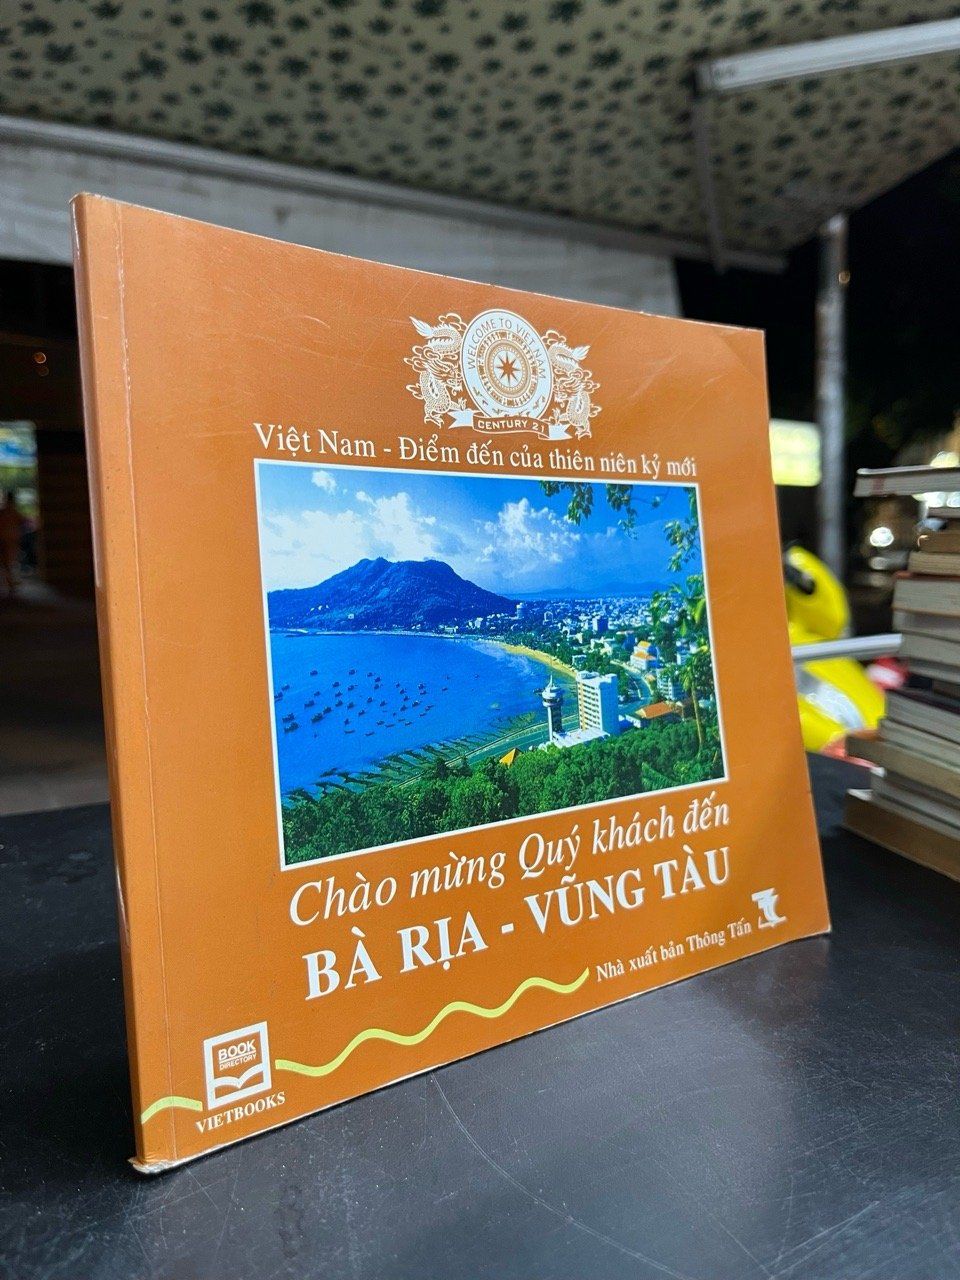 WELCOME TO VIET NAM
CENTURY 21
Việt Nam - Điểm đến của thiên niên kỷ mới
Chào mừng Quý khách đến
BÀ RỊA - VŨNG TÀU
Nhà xuất bản Thông Tấn
BOOK
DIRECTORY
VIETBOOKS